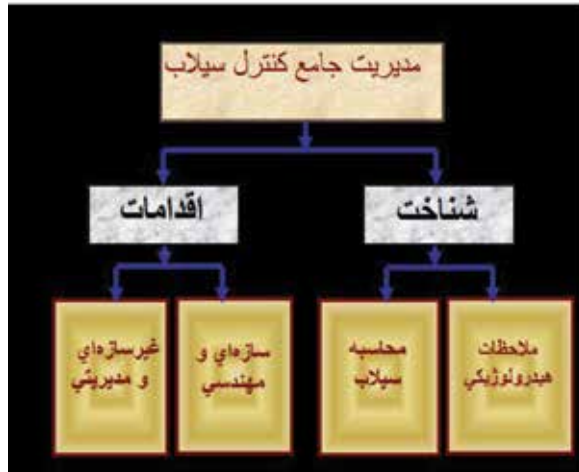 مديريت جامع كنترل سيلاب
شناخت
اقدامات
ملاحظات
هيدرولوژيكي
محاسبه
سيلاب
سازه‌اي و
مهندسي
غيرسازه‌اي
و مديريتي